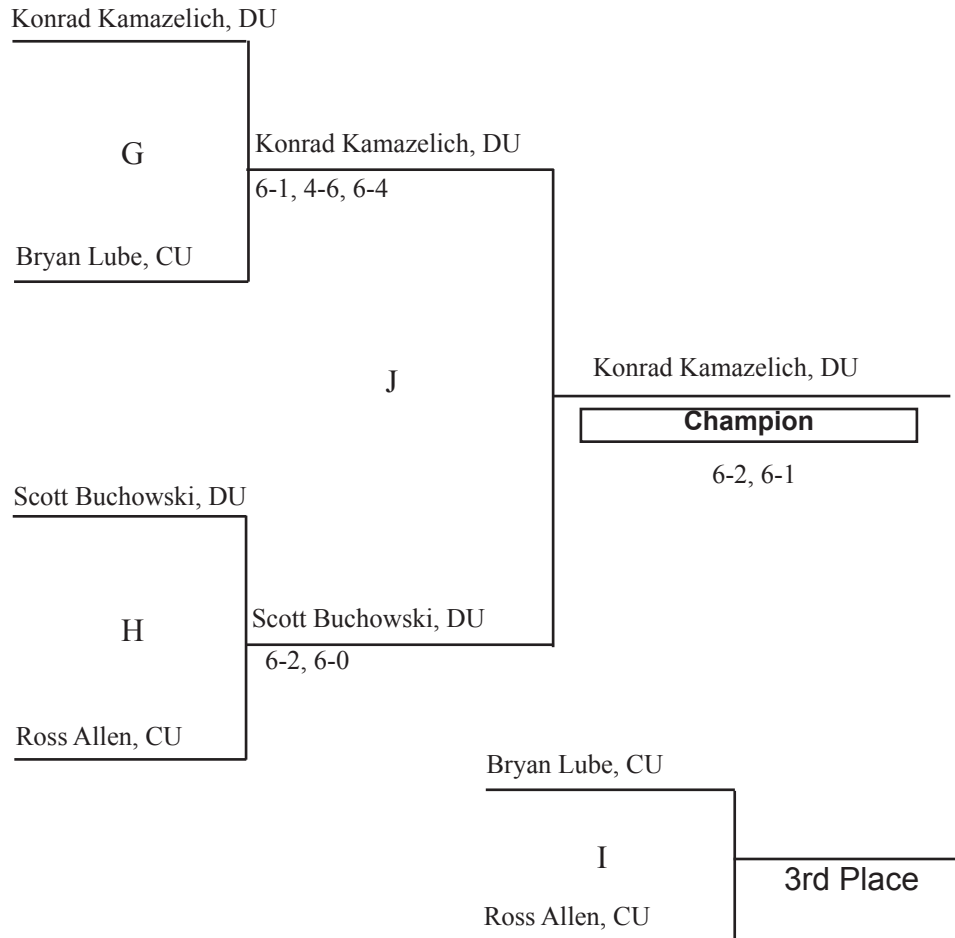 Konrad Kamazelich, DU
G
Konrad Kamazelich, DU
6-1, 4-6, 6-4
Bryan Lube, CU
J
Konrad Kamazelich, DU
Champion
6-2, 6-1
Scott Buchowski, DU
H
Scott Buchowski, DU
6-2, 6-0
Ross Allen, CU
Bryan Lube, CU
I
3rd Place
Ross Allen, CU